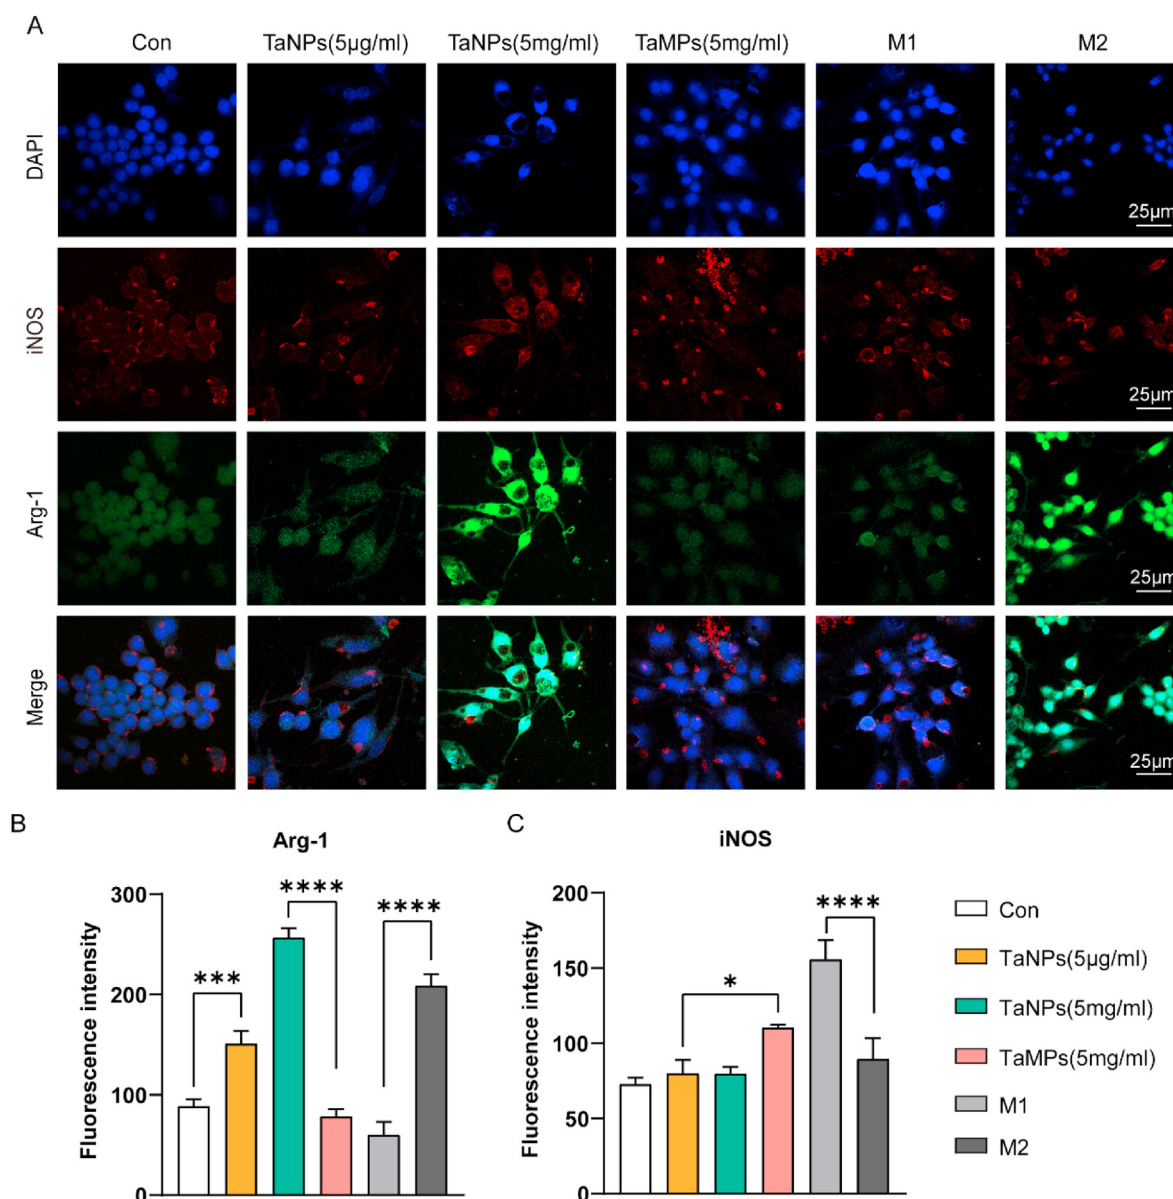 A
Con TaNPs(5µg/ml) TaNPs(5mg/ml) TaMPs(5mg/ml) M1 M2
DAPI
25µm
iNOS
25µm
Arg-1
25µm
Merge
25µm
B
Arg-1
Fluorescence intensity
300
200
100
0
***
****
****
C
iNOS
Fluorescence intensity
200
150
100
50
0
*
****
Con
TaNPs(5µg/ml)
TaNPs(5mg/ml)
TaMPs(5mg/ml)
M1
M2